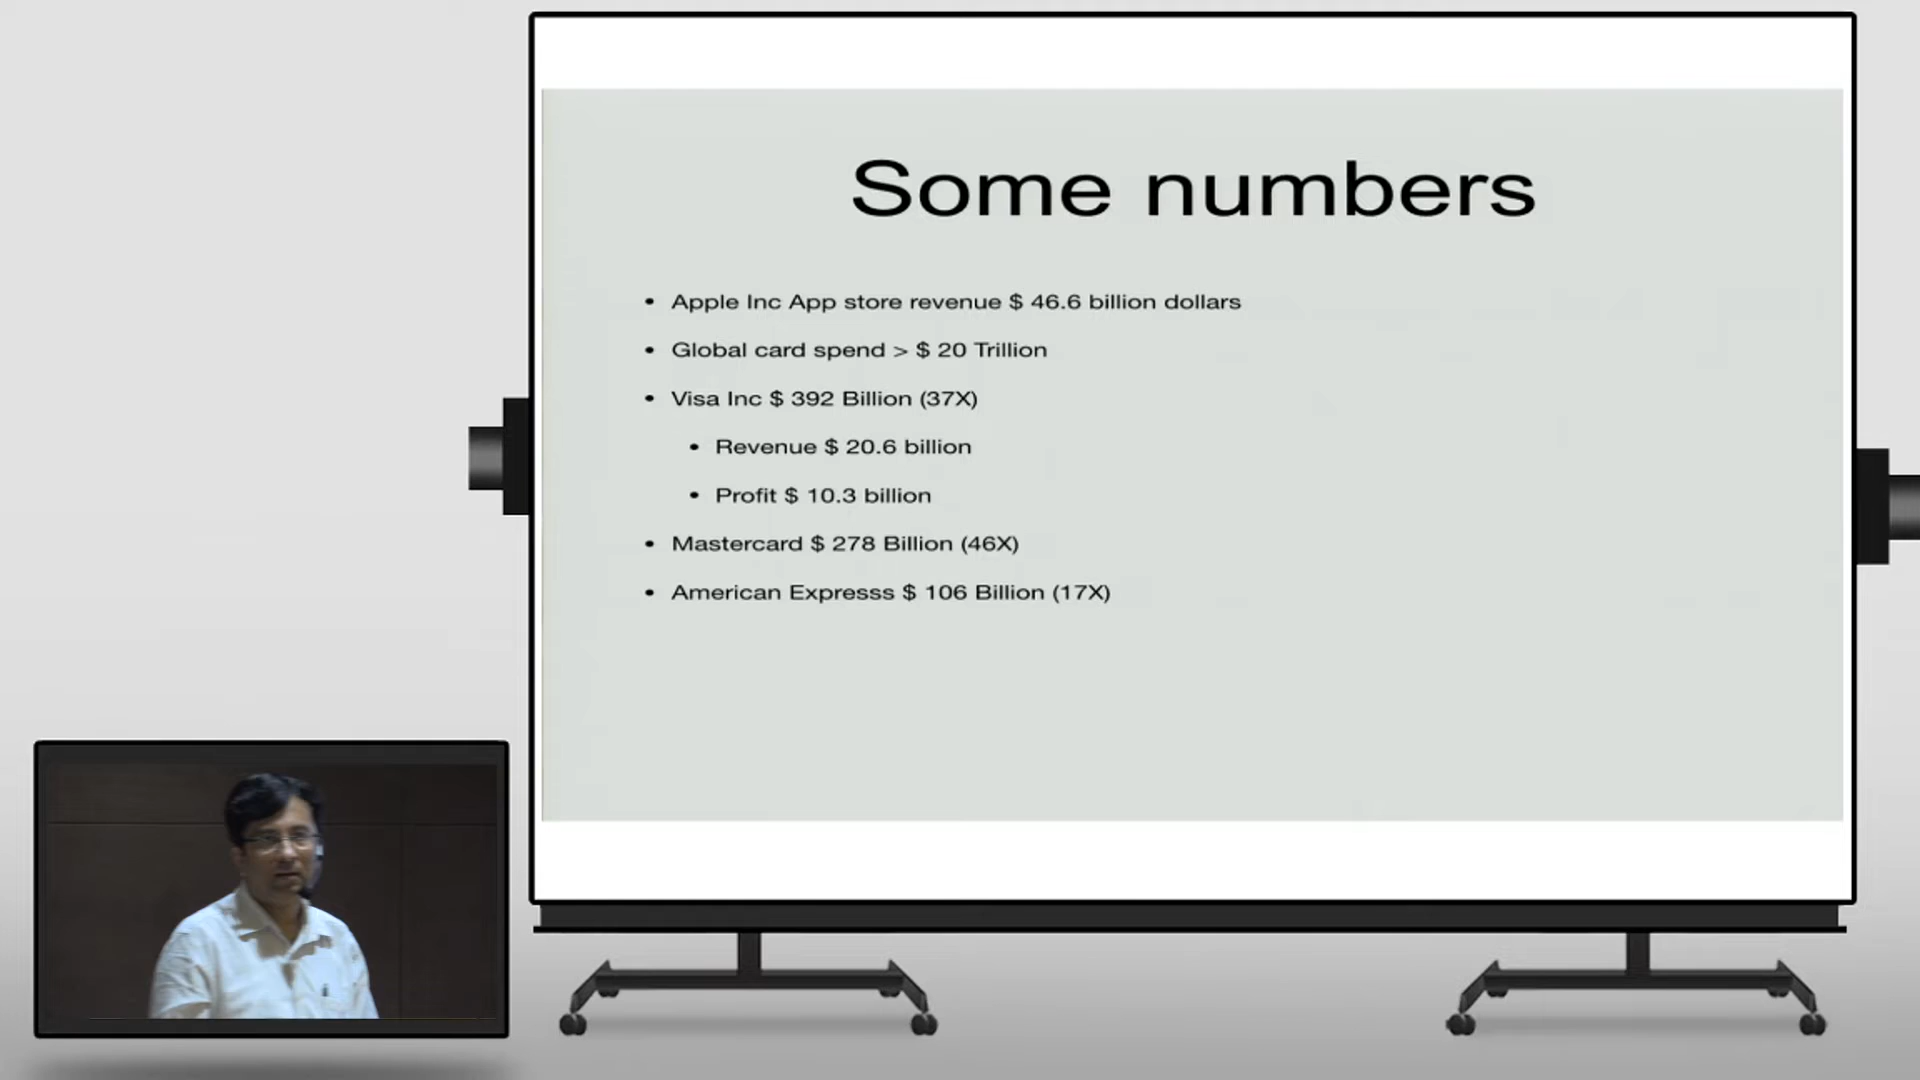 Some numbers
• Apple Inc App store revenue $ 46.6 billion dollars
• Global card spend > $ 20 Trillion
• Visa Inc $ 392 Billion (37X)
• Revenue $ 20.6 billion
• Profit $ 10.3 billion
• Mastercard $ 278 Billion (46X)
• American Expresss $ 106 Billion (17X)